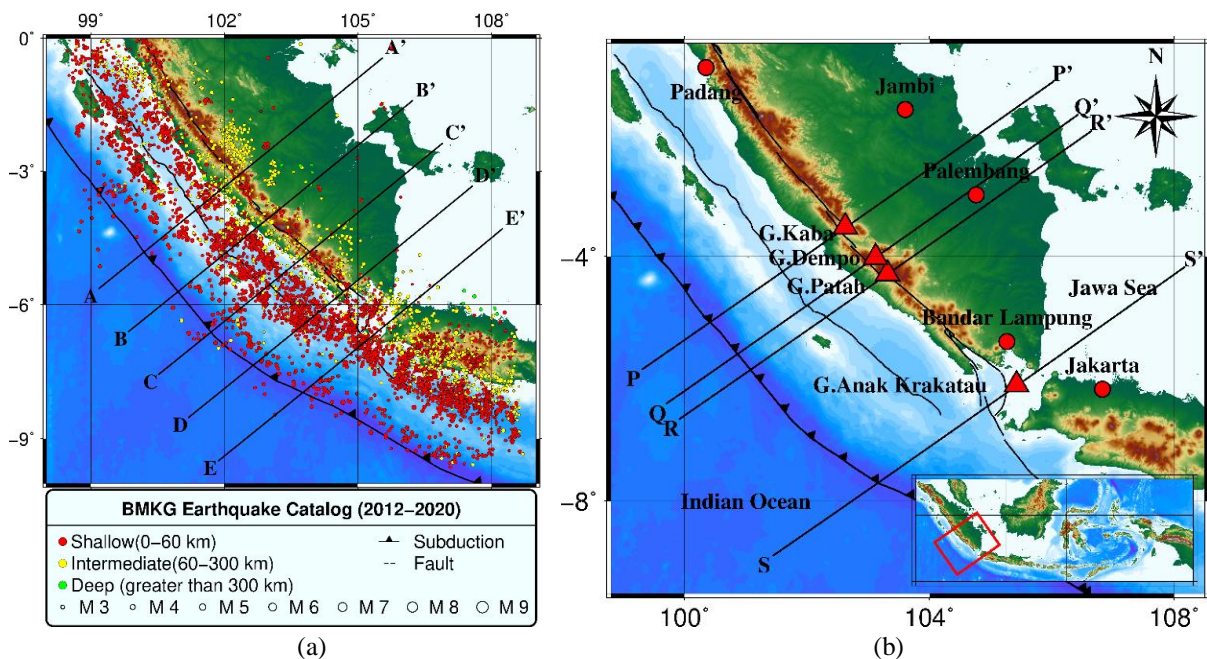 99°
102°
105°
108°
0°
−3°
−6°
−9°
A'
B'
C'
D'
E'
A
B
C
D
E
BMKG Earthquake Catalog (2012−2020)
Shallow(0−60 km)
Subduction
Intermediate(60−300 km)
Fault
Deep (greater than 300 km)
M 3 M 4 M 5 M 6 M 7 M 8 M 9
(a)
N
P'
Padang
Jambi
Q'
R'
Palembang
G.Kaba
−4°
G.Dempo
G.Patah
S'
Jawa Sea
Bandar Lampung
P
G.Anak Krakatau
Jakarta
Q
R
−8°
Indian Ocean
S
100°
104°
108°
(b)